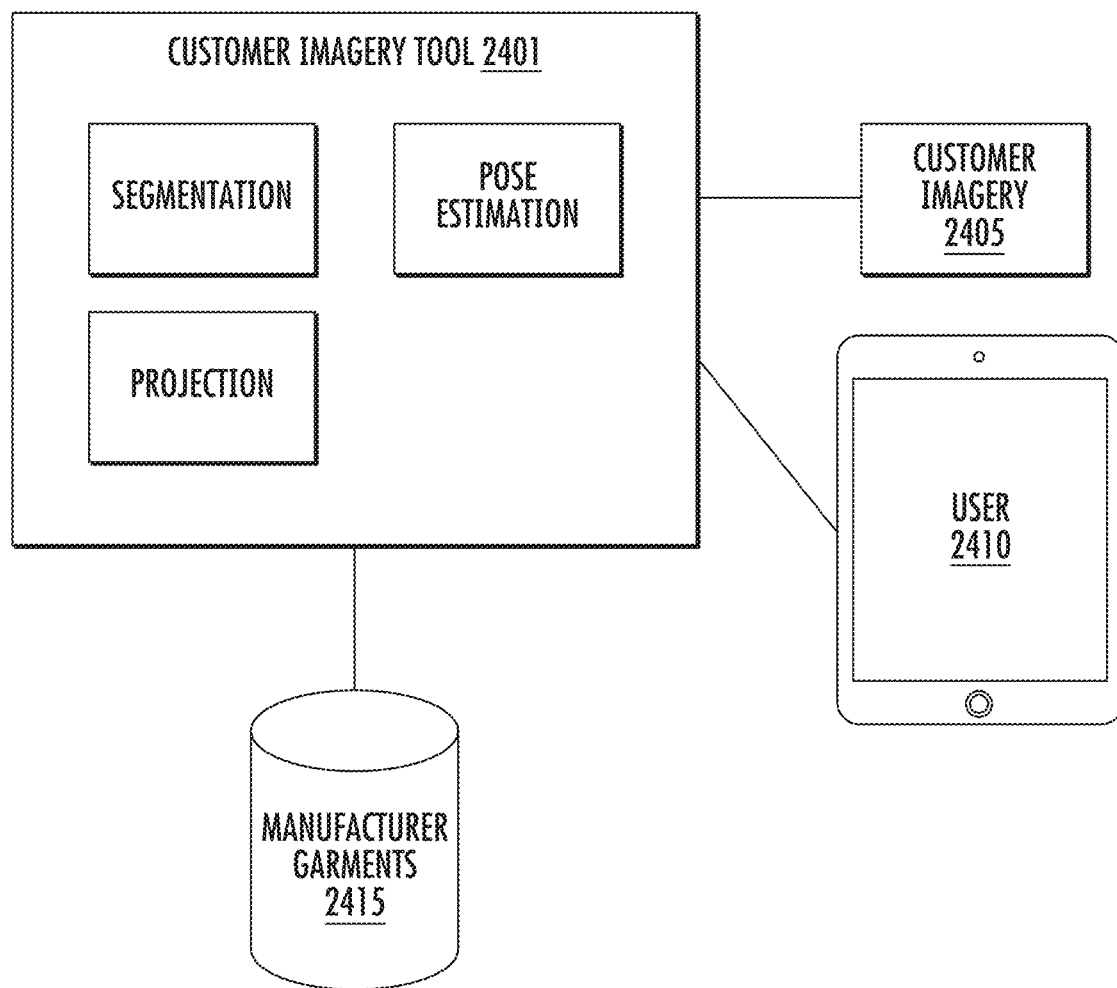 CUSTOMER IMAGERY TOOL 2401
SEGMENTATION
POSE
ESTIMATION
PROJECTION
CUSTOMER
IMAGERY
2405
USER
2410
MANUFACTURER
GARMENTS
2415